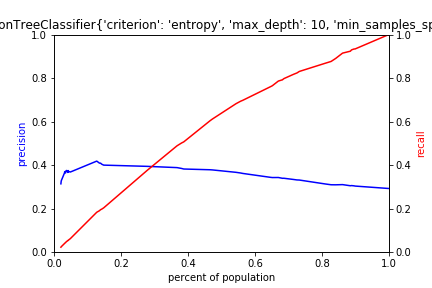 onTreeClassifier{'criterion': 'entropy', 'max_depth': 10, 'min_samples_sp
1.0 1.0
0.8 0.8
0.6 0.6
precision recall
0.4 0.4
0.2 0.2
0.0 0.0
0.0 0.2 0.4 0.6 0.8 1.0
percent of population